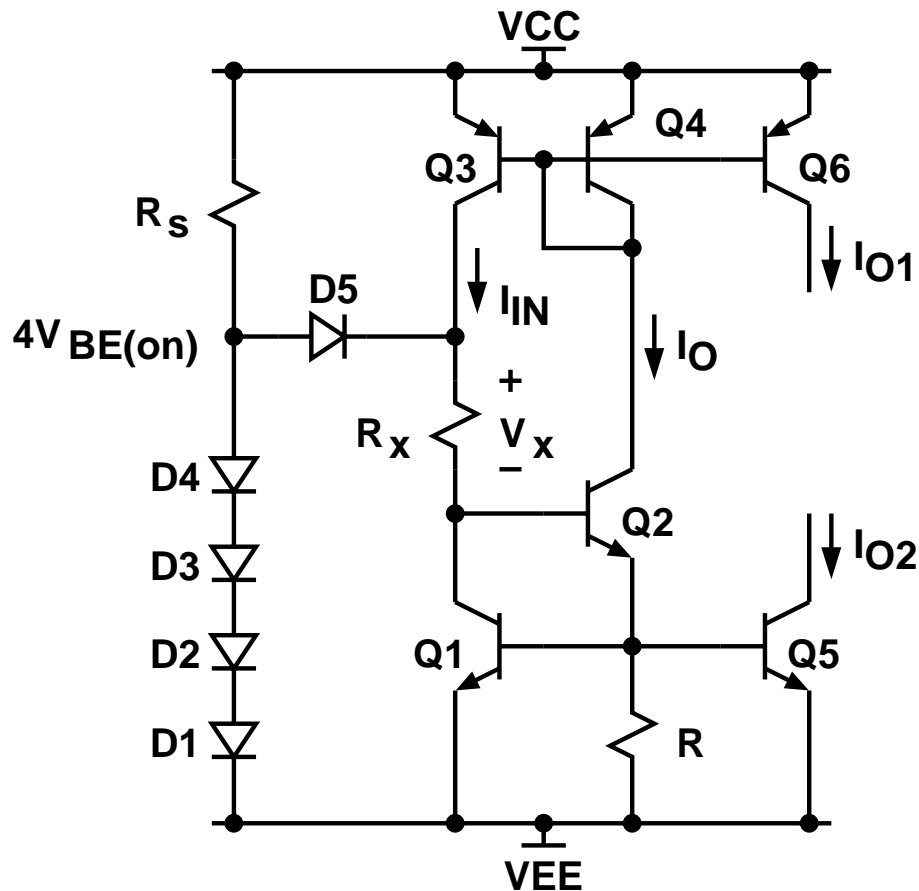 VCC
Q3
Q4
Q6
Rs
D5
IIN
IO1
4VBE(on)
IO
+
Rx
Vx
−
D4
Q2
IO2
D3
D2
Q1
Q5
D1
R
VEE